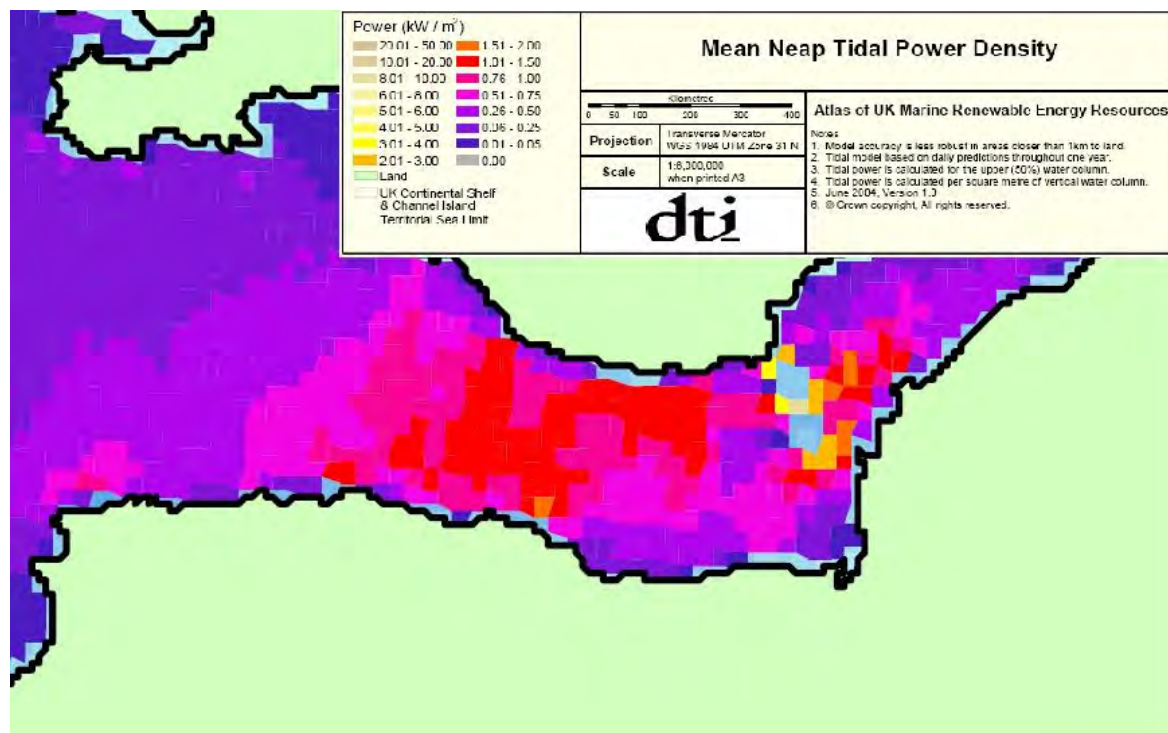 Power (kW / m²)
20.01 - 50.00
10.01 - 20.00
8.01 - 10.00
6.01 - 8.00
5.01 - 6.00
4.01 - 5.00
3.01 - 4.00
2.01 - 3.00
1.51 - 2.00
1.01 - 1.50
0.76 - 1.00
0.51 - 0.75
0.26 - 0.50
0.06 - 0.25
0.01 - 0.05
0.00
Land
UK Continental Shelf
& Channel Island
Territorial Sea Limit
Mean Neap Tidal Power Density
Kilometres
0 50 100 200 300 400
Projection
Transverse Mercator
WGS 1984 UTM Zone 31 N
Scale
1:6,000,000
when printed A3
dti
Atlas of UK Marine Renewable Energy Resources
Notes
1. Model accuracy is less robust in areas closer than 1km to land.
2. Tidal model based on daily predictions throughout one year.
3. Tidal power is calculated for the upper (50%) water column.
4. Tidal power is calculated per square metre of vertical water column.
5. June 2004, Version 1.0
6. © Crown copyright, All rights reserved.